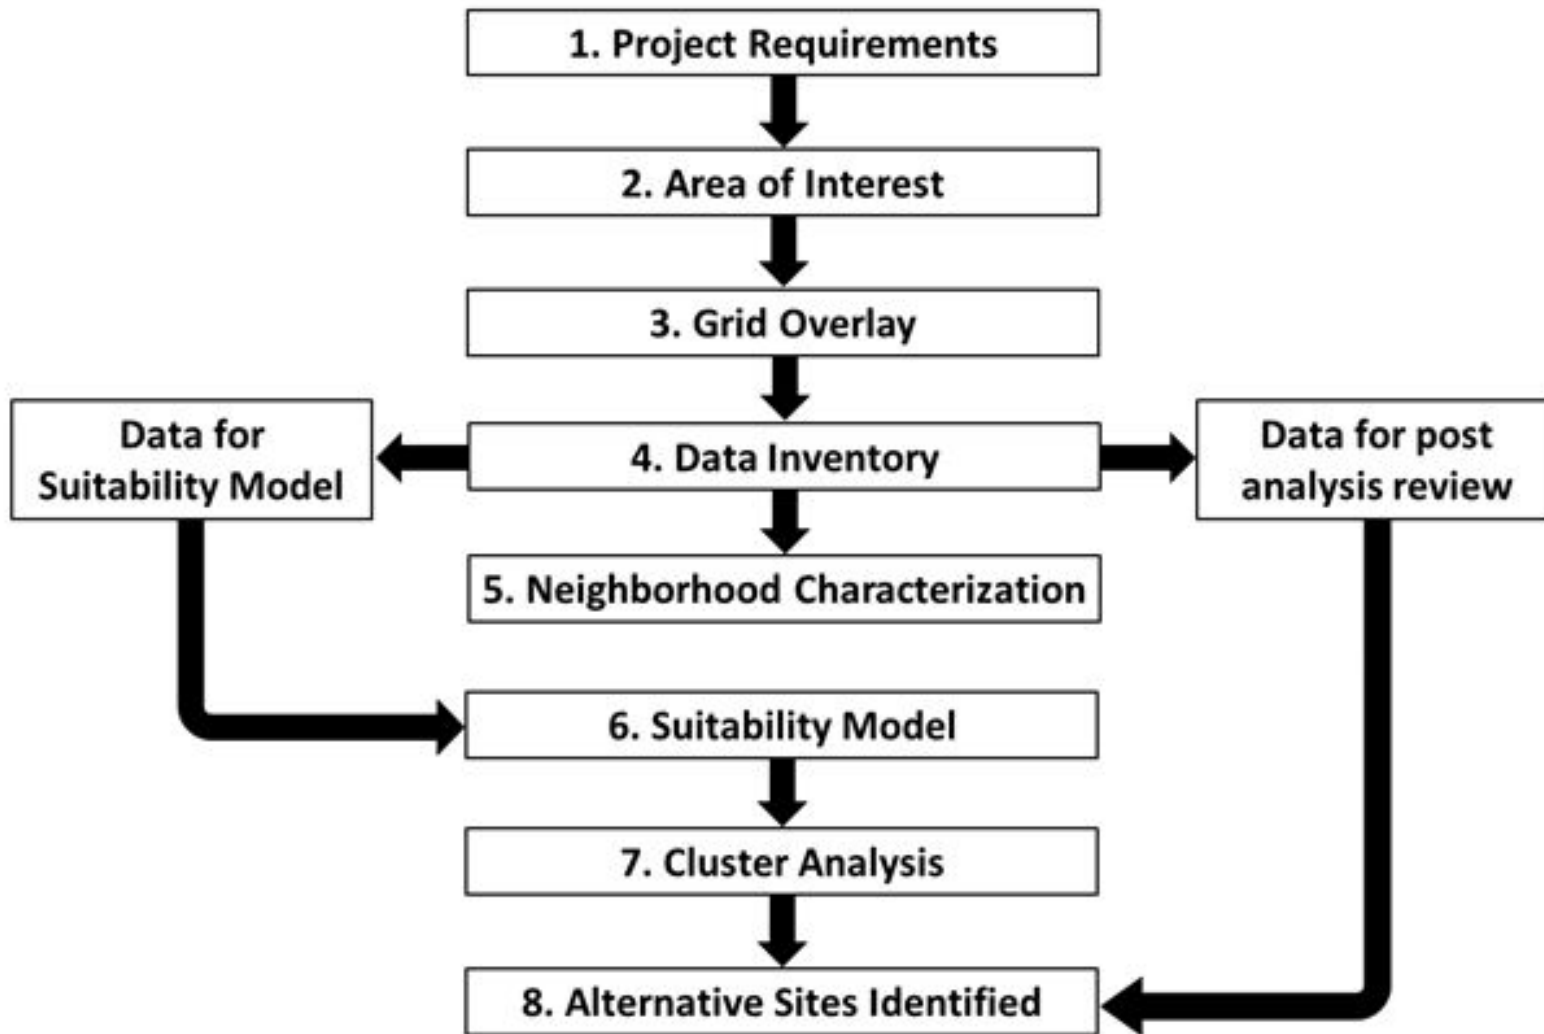 1. Project Requirements
2. Area of Interest
3. Grid Overlay
Data for
Suitability Model
4. Data Inventory
Data for post
analysis review
5. Neighborhood Characterization
6. Suitability Model
7. Cluster Analysis
8. Alternative Sites Identified